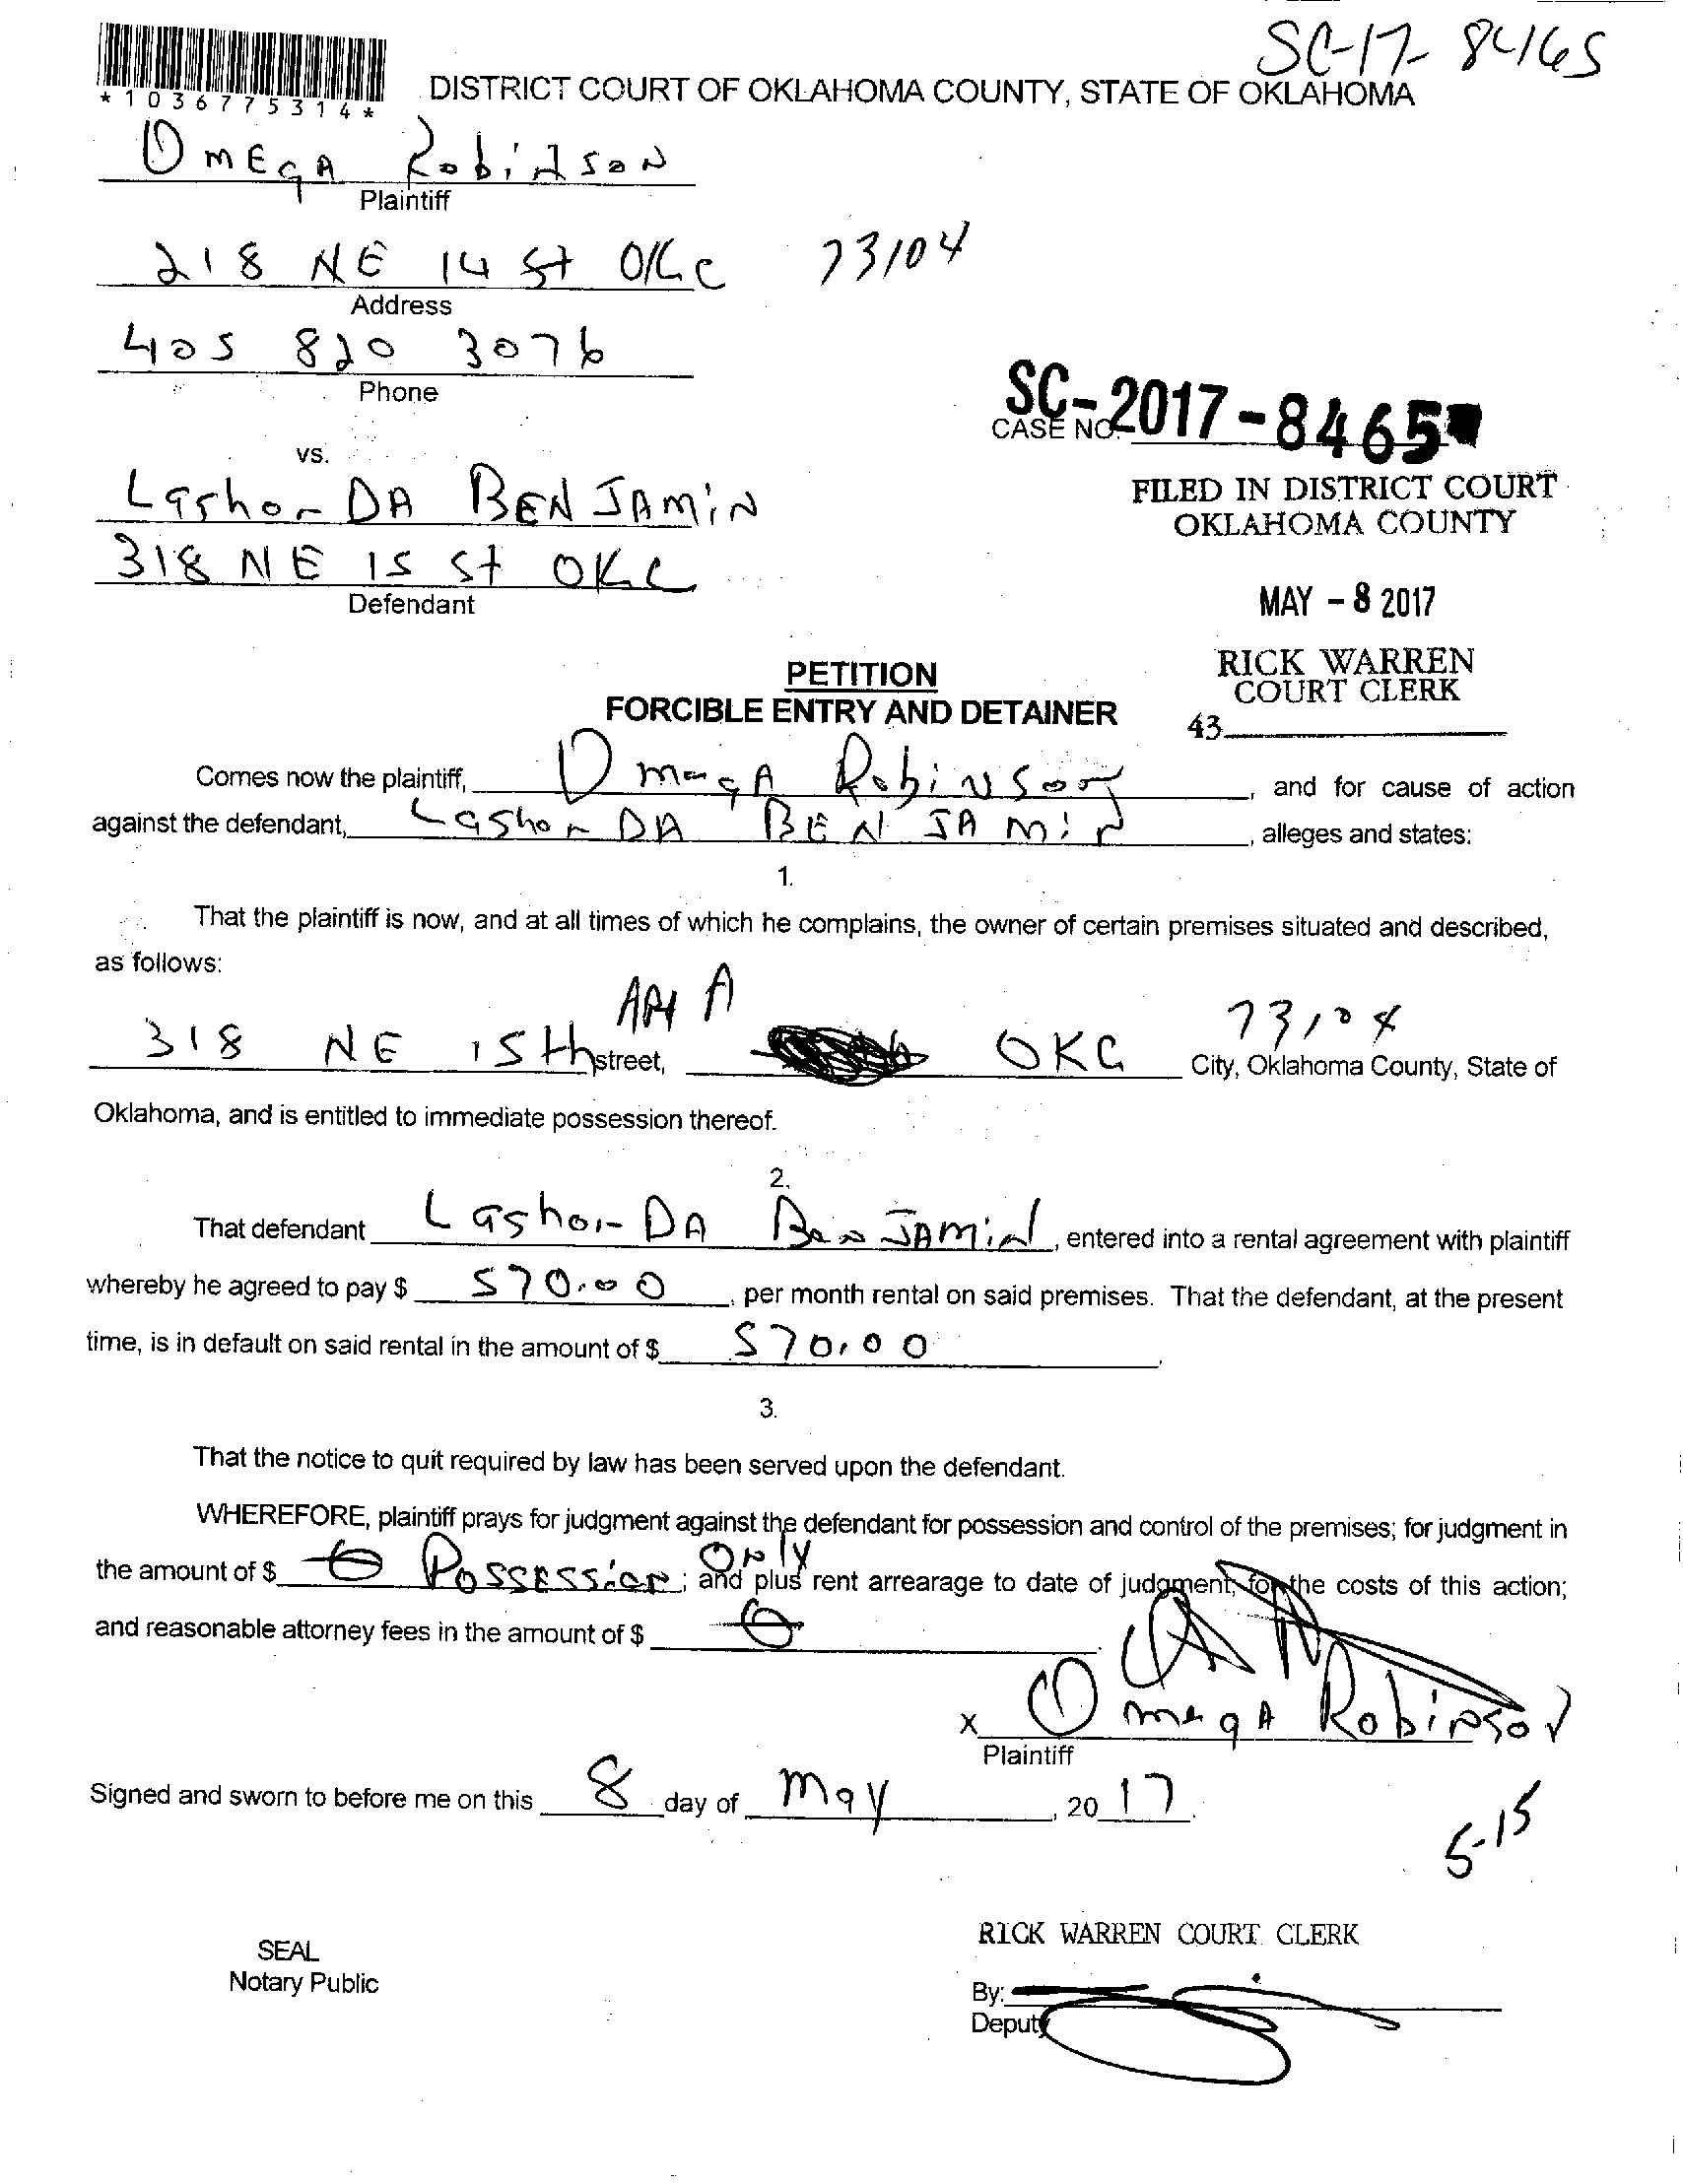 SC-17-8465
*1036775314*
DISTRICT COURT OF OKLAHOMA COUNTY, STATE OF OKLAHOMA
OMEGA RobiNSON
Plaintiff
218 NE 14 St OKC 73104
Address
405 820 3076
Phone
SC-2017-8465
CASE NO.
vs.
LashonDA BENJAMiN
318 NE 15 St OKC
Defendant
FILED IN DISTRICT COURT
OKLAHOMA COUNTY
MAY - 8 2017
RICK WARREN
COURT CLERK
43
PETITION
FORCIBLE ENTRY AND DETAINER
Comes now the plaintiff, OmegA RobiNson, and for cause of action
against the defendant, LashonDA BENJAMiN, alleges and states:
1.
That the plaintiff is now, and at all times of which he complains, the owner of certain premises situated and described,
as follows:
318 NE 15th street, Apt A OKC 73104 City, Oklahoma County, State of
Oklahoma, and is entitled to immediate possession thereof.
2.
That defendant LashonDA BenJAMiN, entered into a rental agreement with plaintiff
whereby he agreed to pay $ 570.00, per month rental on said premises. That the defendant, at the present
time, is in default on said rental in the amount of $ 570.00.
3.
That the notice to quit required by law has been served upon the defendant.
WHEREFORE, plaintiff prays for judgment against the defendant for possession and control of the premises; for judgment in
the amount of $ 0 Possession Only; and plus rent arrearage to date of judgment, for the costs of this action;
and reasonable attorney fees in the amount of $ 0.
X OmegA Robinson
Plaintiff
Signed and sworn to before me on this 8 day of May, 2017.
5-15
SEAL
Notary Public
RICK WARREN COURT CLERK
By:
Deputy